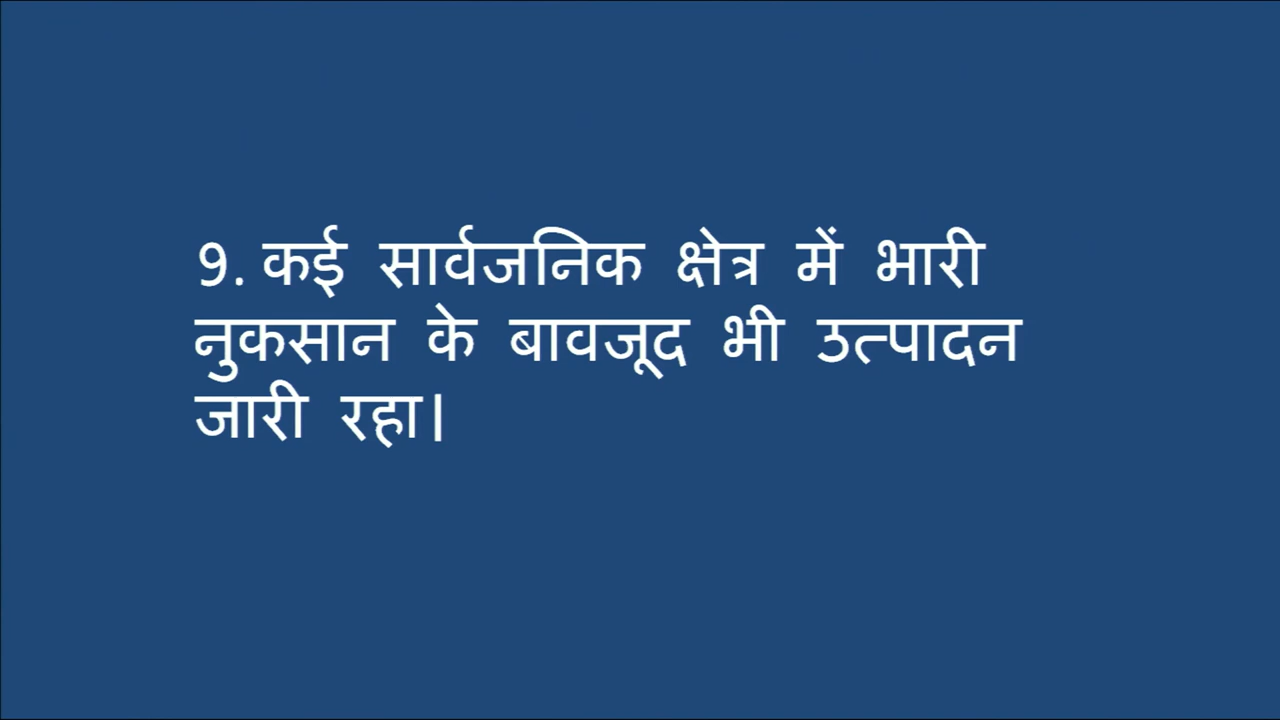 9. कई सार्वजनिक क्षेत्र में भारी
नुकसान के बावजूद भी उत्पादन
जारी रहा।